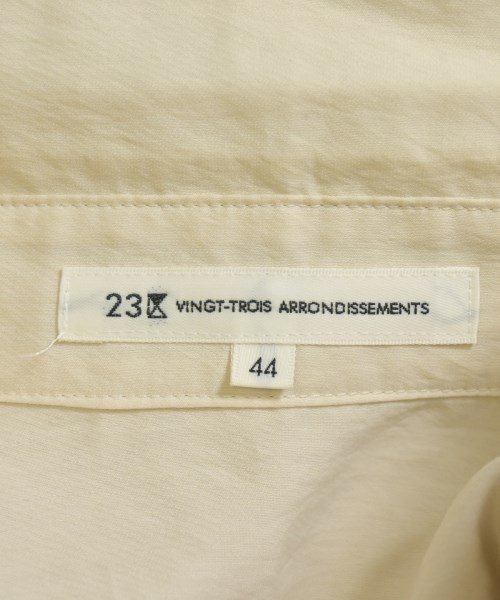 23区 VINGT-TROIS ARRONDISSEMENTS
44